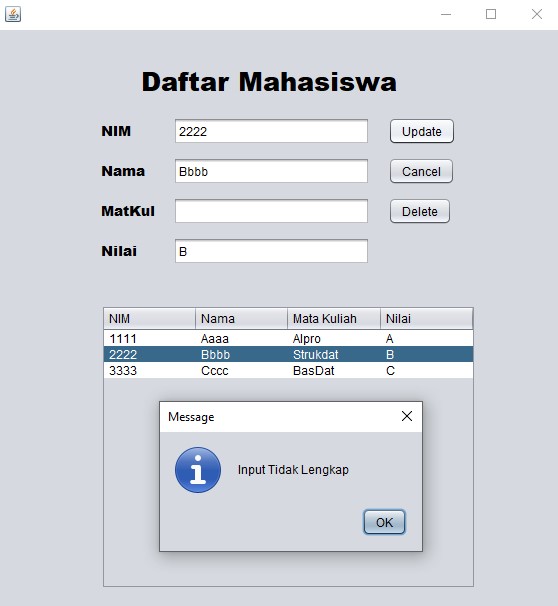 Daftar Mahasiswa
NIM 2222 Update
Nama Bbbb Cancel
MatKul Delete
Nilai B
NIM Nama Mata Kuliah Nilai
1111 Aaaa Alpro A
2222 Bbbb Strukdat B
3333 Cccc BasDat C
Message
Input Tidak Lengkap
OK